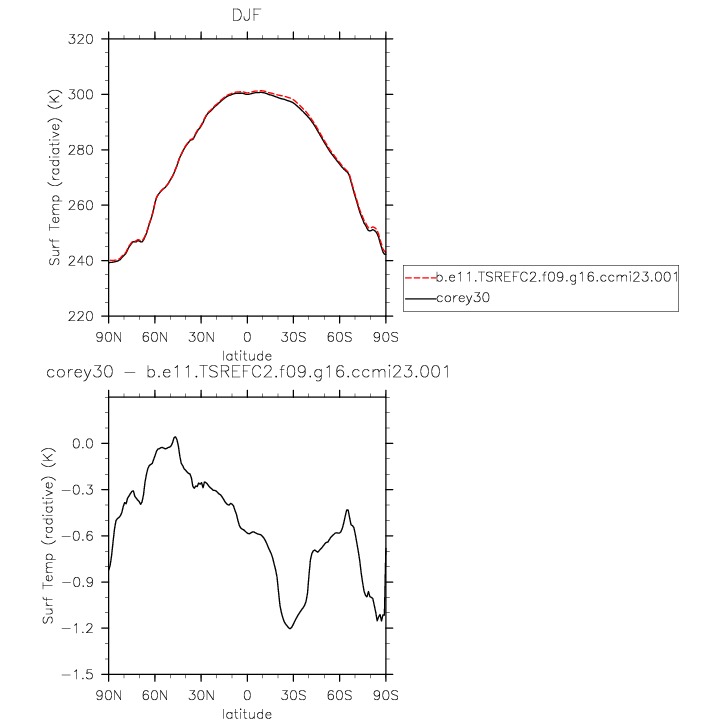 DJF
320
300
280
260
240
220
Surf Temp (radiative) (K)
90N 60N 30N 0 30S 60S 90S
latitude
b.e11.TSREFC2.f09.g16.ccmi23.001
corey30
corey30 − b.e11.TSREFC2.f09.g16.ccmi23.001
0.0
−0.3
−0.6
−0.9
−1.2
−1.5
Surf Temp (radiative) (K)
90N 60N 30N 0 30S 60S 90S
latitude